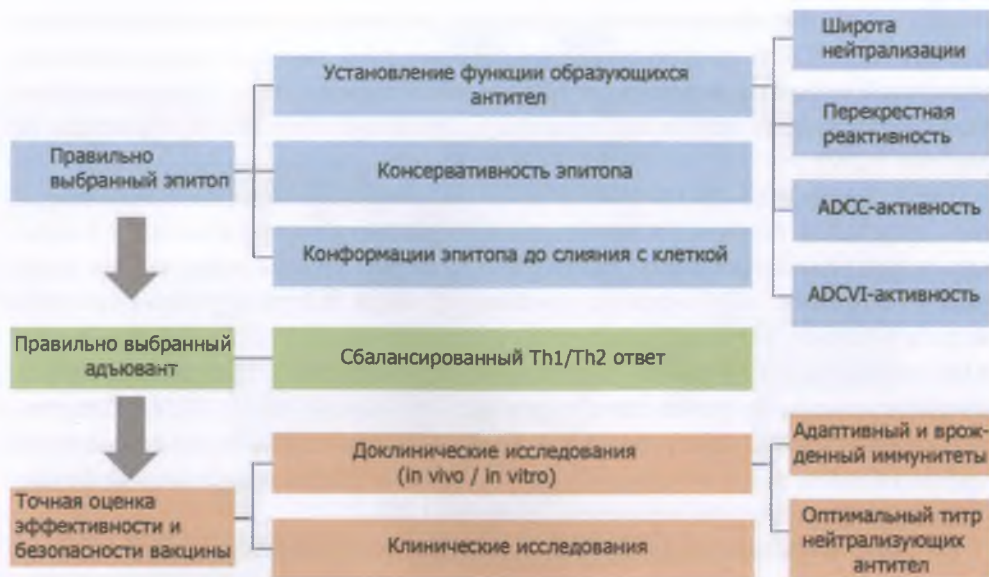 Правильно
выбранный эпитоп
Установление функции образующихся
антител
Консервативность эпитопа
Конформации эпитопа до слияния с клеткой
Широта
нейтрализации
Перекрестная
реактивность
ADCC-активность
ADCVI-активность
Правильно выбранный
адъювант
Сбалансированный Th1/Th2 ответ
Точная оценка
эффективности и
безопасности вакцины
Доклинические исследования
(in vivo / in vitro)
Клинические исследования
Адаптивный и врож-
денный иммунитеты
Оптимальный титр
нейтрализующих
антител